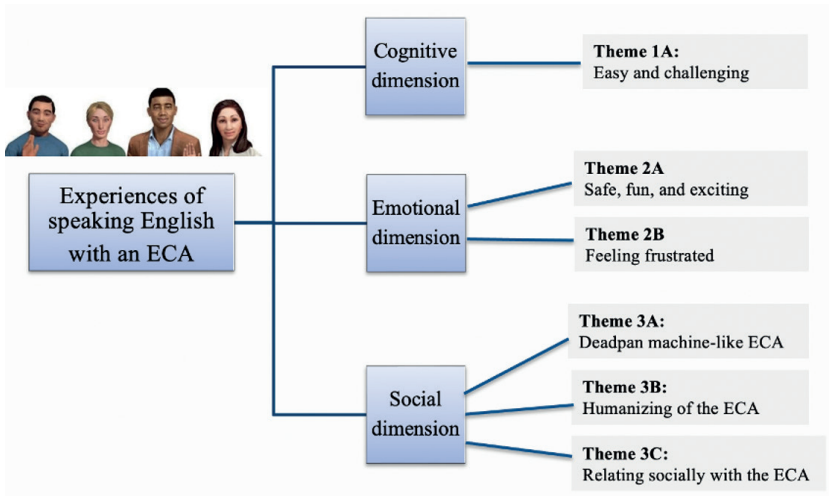 Experiences of
speaking English
with an ECA
Cognitive
dimension
Theme 1A:
Easy and challenging
Emotional
dimension
Theme 2A
Safe, fun, and exciting
Theme 2B
Feeling frustrated
Social
dimension
Theme 3A:
Deadpan machine-like ECA
Theme 3B:
Humanizing of the ECA
Theme 3C:
Relating socially with the ECA